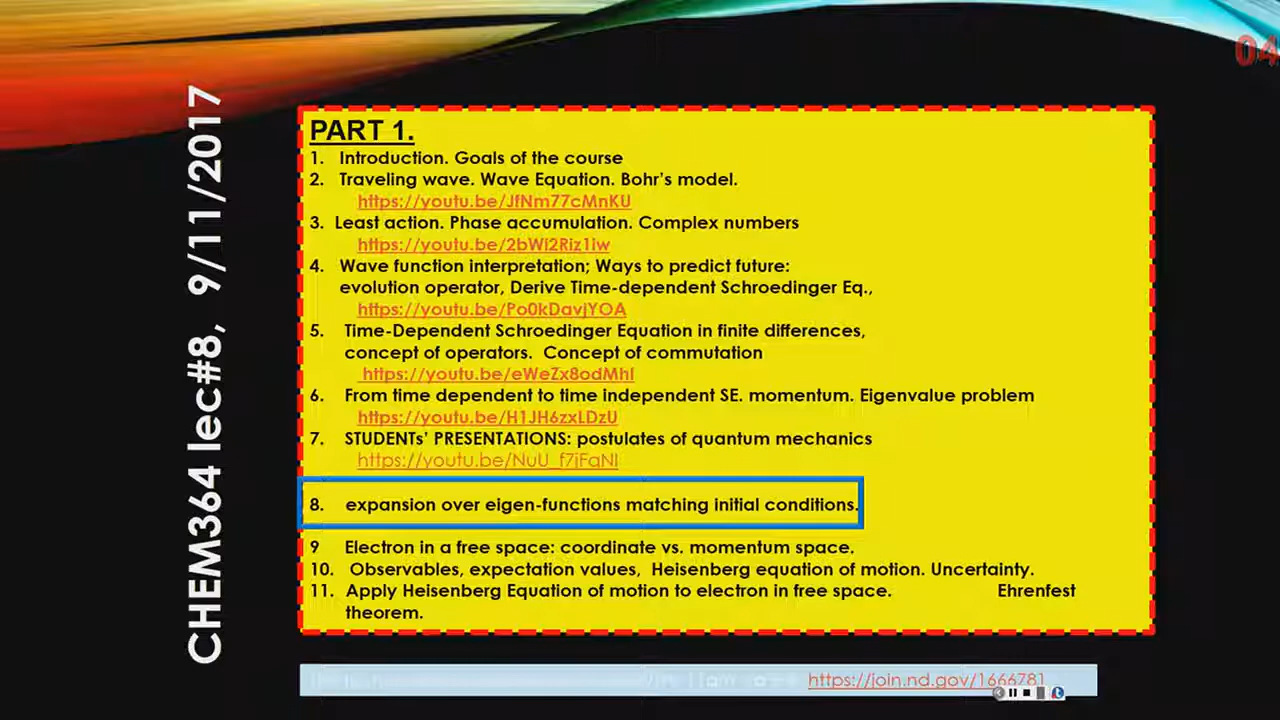 04
CHEM364 lec#8, 9/11/2017
PART 1.
1. Introduction. Goals of the course
2. Traveling wave. Wave Equation. Bohr's model.
https://youtu.be/JfNm77cMnKU
3. Least action. Phase accumulation. Complex numbers
https://youtu.be/2bWi2Riz1iw
4. Wave function interpretation; Ways to predict future:
evolution operator, Derive Time-dependent Schroedinger Eq.,
https://youtu.be/Po0kDavjYOA
5. Time-Dependent Schroedinger Equation in finite differences,
concept of operators. Concept of commutation
https://youtu.be/eWeZx8odMhI
6. From time dependent to time independent SE. momentum. Eigenvalue problem
https://youtu.be/H1JH6zxLDzU
7. STUDENTs' PRESENTATIONS: postulates of quantum mechanics
https://youtu.be/NuU_f7jFqNI
8. expansion over eigen-functions matching initial conditions.
9 Electron in a free space: coordinate vs. momentum space.
10. Observables, expectation values, Heisenberg equation of motion. Uncertainty.
11. Apply Heisenberg Equation of motion to electron in free space. Ehrenfest
theorem.
https://join.nd.gov/1666781